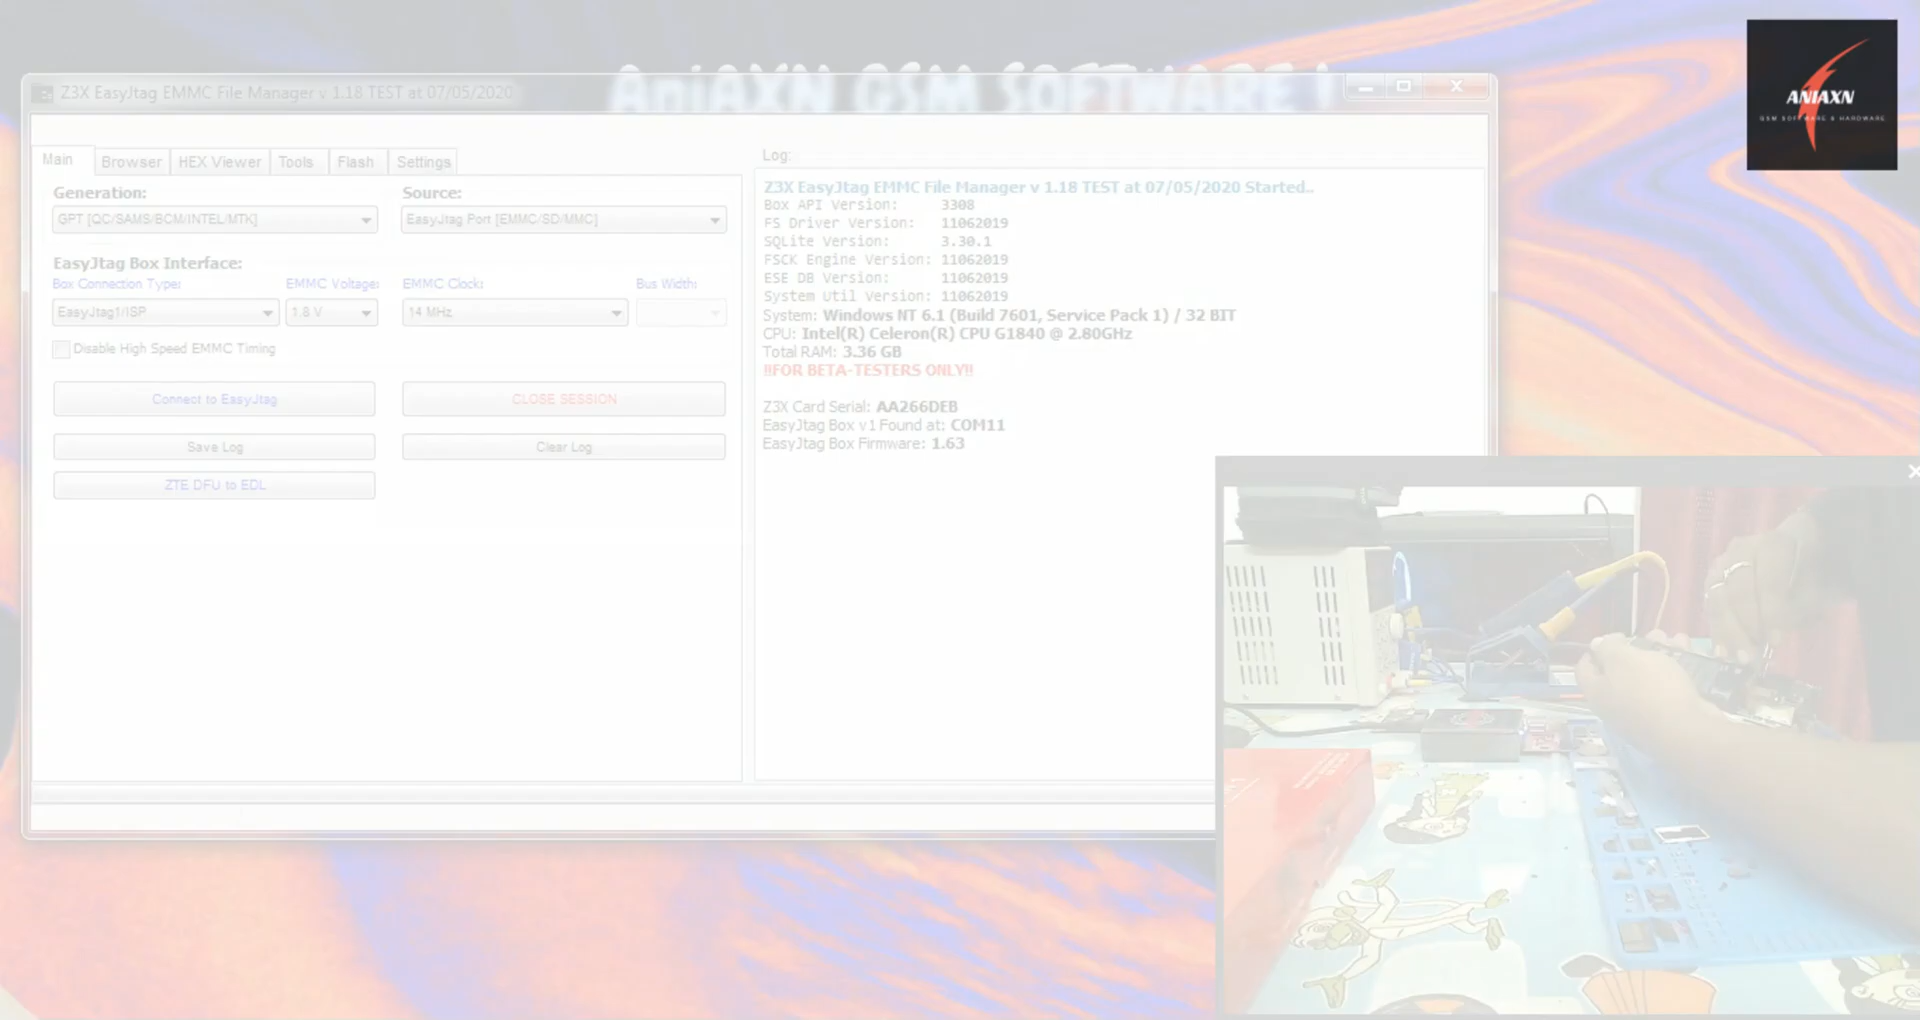 AniAXN GSM SOFTWARE !
ANIAXN
GSM SOFTWARE & HARDWARE
Z3X EasyJtag EMMC File Manager v 1.18 TEST at 07/05/2020
Main
Browser
HEX Viewer
Tools
Flash
Settings
Generation:
Source:
GPT [QC/SAMS/BCM/INTEL/MTK]
EasyJtag Port [EMMC/SD/MMC]
EasyJtag Box Interface:
Box Connection Type:
EMMC Voltage:
EMMC Clock:
Bus Width:
EasyJtag1/ISP
1.8 V
14 MHz
Disable High Speed EMMC Timing
Connect to EasyJtag
CLOSE SESSION
Save Log
Clear Log
ZTE DFU to EDL
Log:
Z3X EasyJtag EMMC File Manager v 1.18 TEST at 07/05/2020 Started..
Box API Version: 3308
FS Driver Version: 11062019
SQLite Version: 3.30.1
FSCK Engine Version: 11062019
ESE DB Version: 11062019
System Util Version: 11062019
System: Windows NT 6.1 (Build 7601, Service Pack 1) / 32 BIT
CPU: Intel(R) Celeron(R) CPU G1840 @ 2.80GHz
Total RAM: 3.36 GB
!!FOR BETA-TESTERS ONLY!!
Z3X Card Serial: AA266DEB
EasyJtag Box v1 Found at: COM11
EasyJtag Box Firmware: 1.63